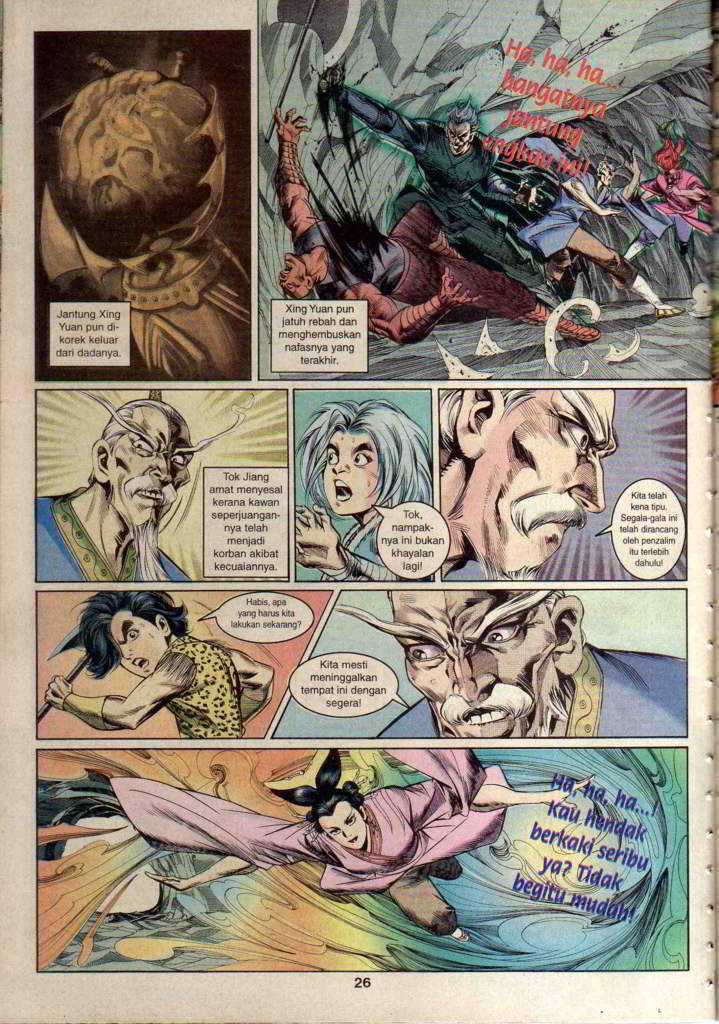 Jantung Xing
Yuan pun di-
korek keluar
dari dadanya.
Ha, ha, ha...
hangatnya
jantung
engkau ini!
Xing Yuan pun
jatuh rebah dan
menghembuskan
nafasnya yang
terakhir.
Tok Jiang
amat menyesal
kerana kawan
seperjuangan-
nya telah
menjadi
korban akibat
kecuaiannya.
Tok,
nampak-
nya ini bukan
khayalan
lagi!
Kita telah
kena tipu.
Segala-gala ini
telah dirancang
oleh penzalim
itu terlebih
dahulu!
Habis, apa
yang harus kita
lakukan sekarang?
Kita mesti
meninggalkan
tempat ini dengan
segera!
Ha, ha, ha...!
Kau hendak
berkaki seribu
ya? Tidak
begitu mudah!
26